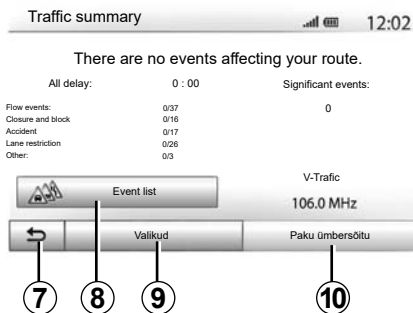 Traffic summary 12:02
There are no events affecting your route.
All delay: 0 : 00 Significant events:
Flow events: 0/37 0
Closure and block 0/16
Accident 0/17
Lane restriction 0/26
Other: 0/3
Event list V-Trafic
106.0 MHz
Valikud Paku ümbersõitu
7 8 9 10